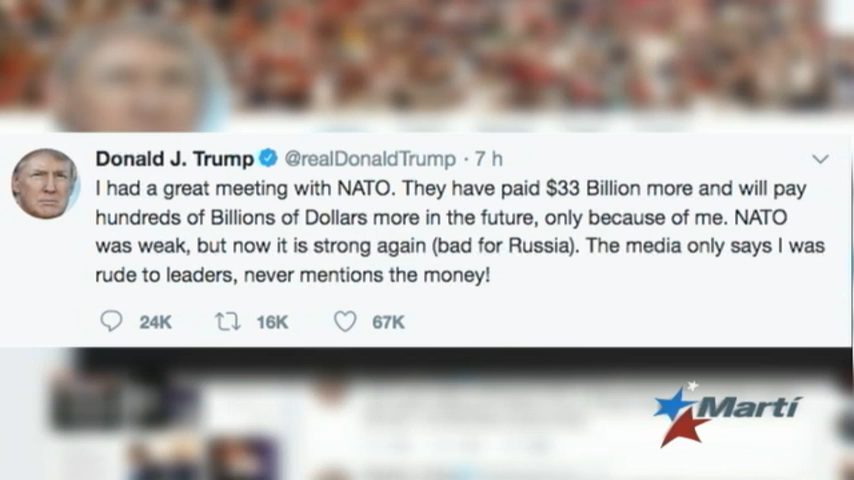 Donald J. Trump @realDonaldTrump · 7 h
I had a great meeting with NATO. They have paid $33 Billion more and will pay
hundreds of Billions of Dollars more in the future, only because of me. NATO
was weak, but now it is strong again (bad for Russia). The media only says I was
rude to leaders, never mentions the money!
24K 16K 67K
Martí